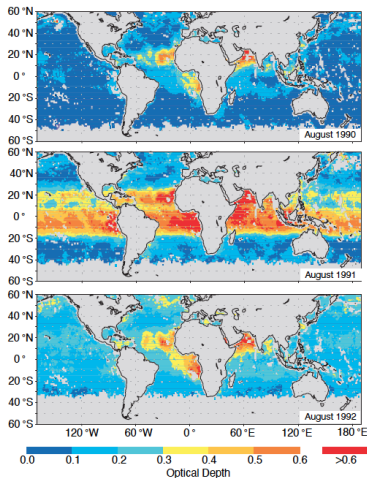 60 °N
40 °N
20 °N
0 °
20 °S
40 °S
60 °S
August 1990
60 °N
40 °N
20 °N
0 °
20 °S
40 °S
60 °S
August 1991
60 °N
40 °N
20 °N
0 °
20 °S
40 °S
60 °S
August 1992
120 °W 60 °W 0 ° 60 °E 120 °E 180 °E
0.0 0.1 0.2 0.3 0.4 0.5 0.6 >0.6
Optical Depth